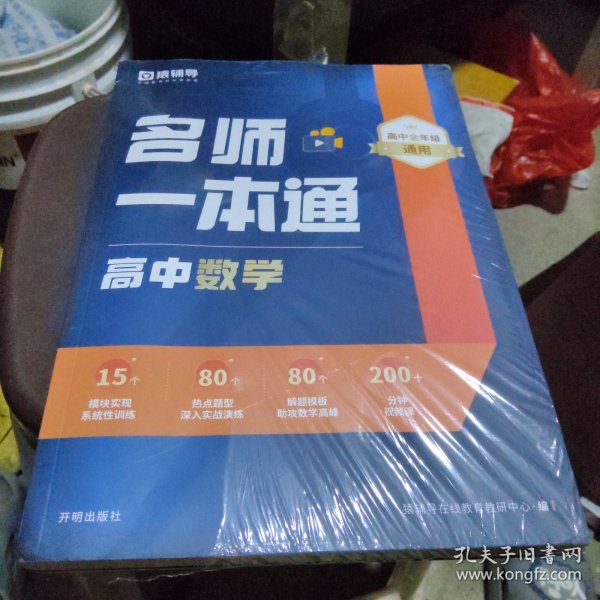 猿辅导
名师
一本通
高中数学
高中全年级
通用
15个
模块实现
系统性训练
80个
热点题型
深入实战演练
80个
解题模板
助攻数学高峰
200+
分钟
视频课
开明出版社
猿辅导在线教育教研中心·编
孔夫子旧书网
www.kongfz.com